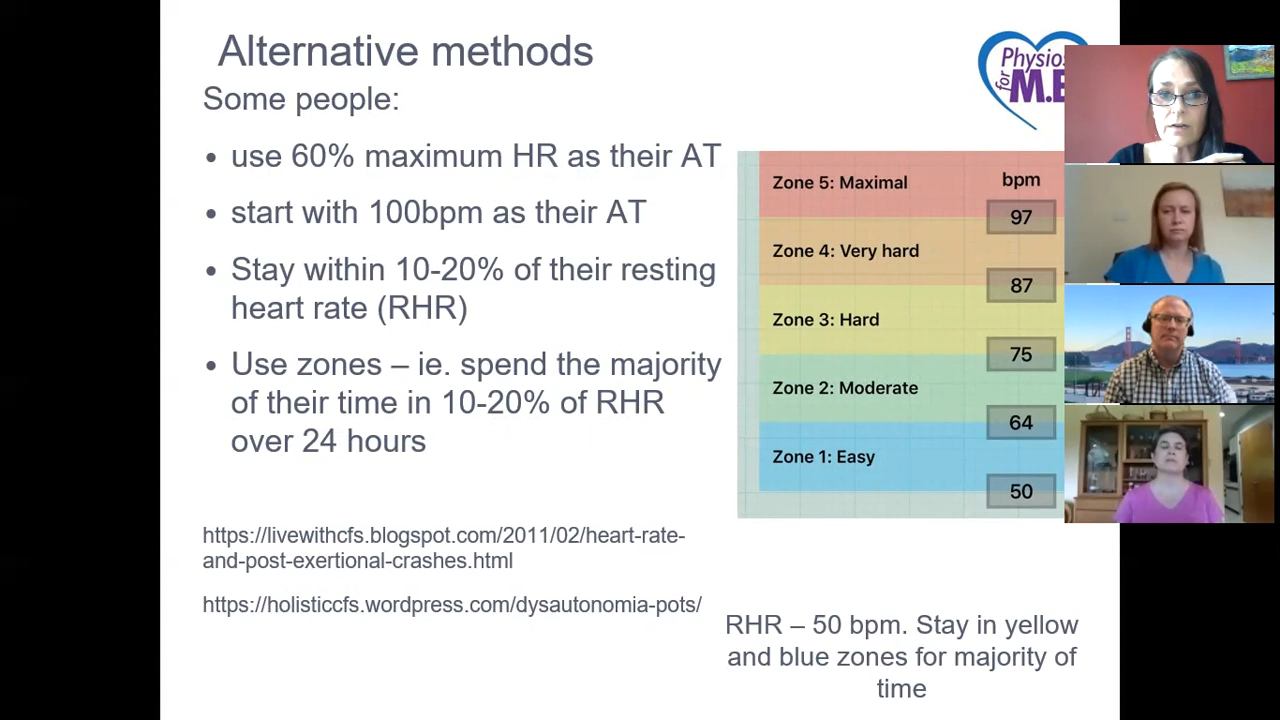 Alternative methods
Some people:
• use 60% maximum HR as their AT
• start with 100bpm as their AT
• Stay within 10-20% of their resting
heart rate (RHR)
• Use zones – ie. spend the majority
of their time in 10-20% of RHR
over 24 hours
https://livewithcfs.blogspot.com/2011/02/heart-rate-
and-post-exertional-crashes.html
https://holisticcfs.wordpress.com/dysautonomia-pots/
Physio
for
M.E
bpm
Zone 5: Maximal
97
Zone 4: Very hard
87
Zone 3: Hard
75
Zone 2: Moderate
64
Zone 1: Easy
50
RHR – 50 bpm. Stay in yellow
and blue zones for majority of
time